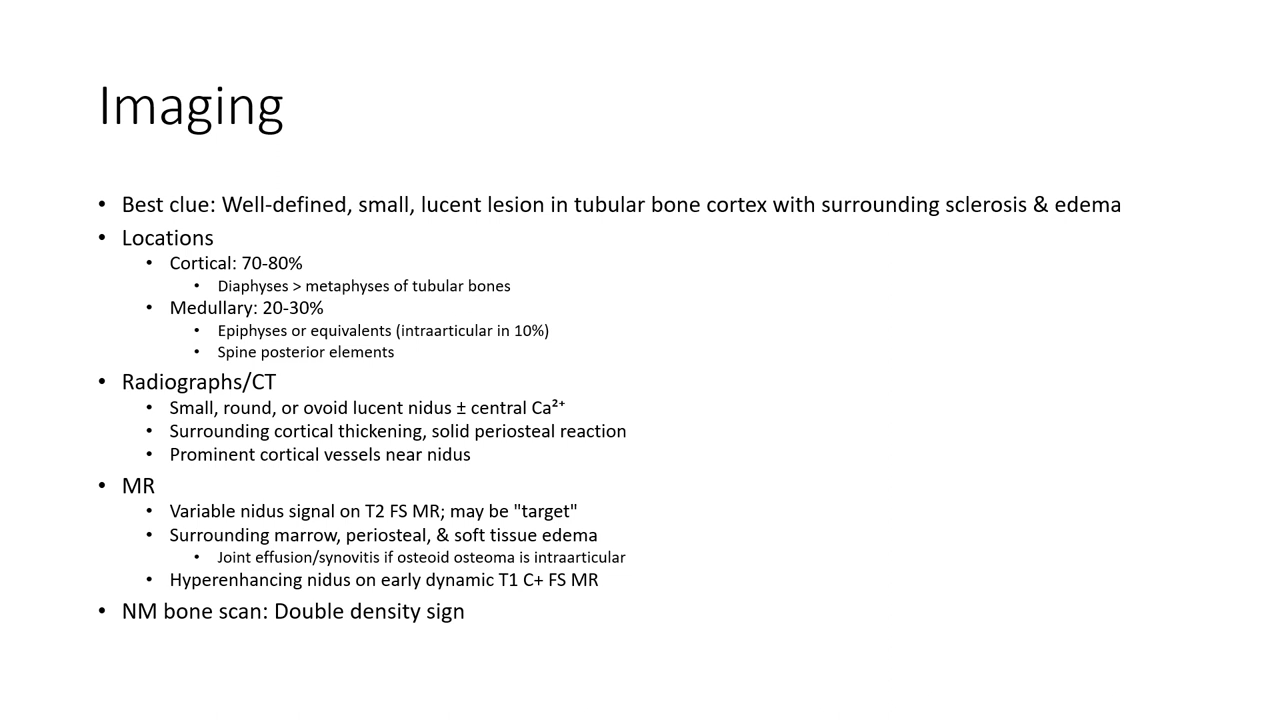 Imaging
• Best clue: Well-defined, small, lucent lesion in tubular bone cortex with surrounding sclerosis & edema
• Locations
• Cortical: 70-80%
• Diaphyses > metaphyses of tubular bones
• Medullary: 20-30%
• Epiphyses or equivalents (intraarticular in 10%)
• Spine posterior elements
• Radiographs/CT
• Small, round, or ovoid lucent nidus ± central Ca²⁺
• Surrounding cortical thickening, solid periosteal reaction
• Prominent cortical vessels near nidus
• MR
• Variable nidus signal on T2 FS MR; may be "target"
• Surrounding marrow, periosteal, & soft tissue edema
• Joint effusion/synovitis if osteoid osteoma is intraarticular
• Hyperenhancing nidus on early dynamic T1 C+ FS MR
• NM bone scan: Double density sign